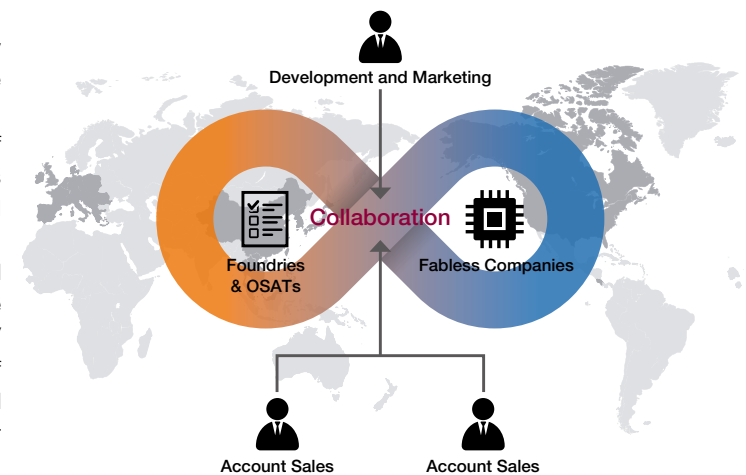 Development and Marketing
Collaboration
Foundries
& OSATs
Fabless Companies
Account Sales
Account Sales